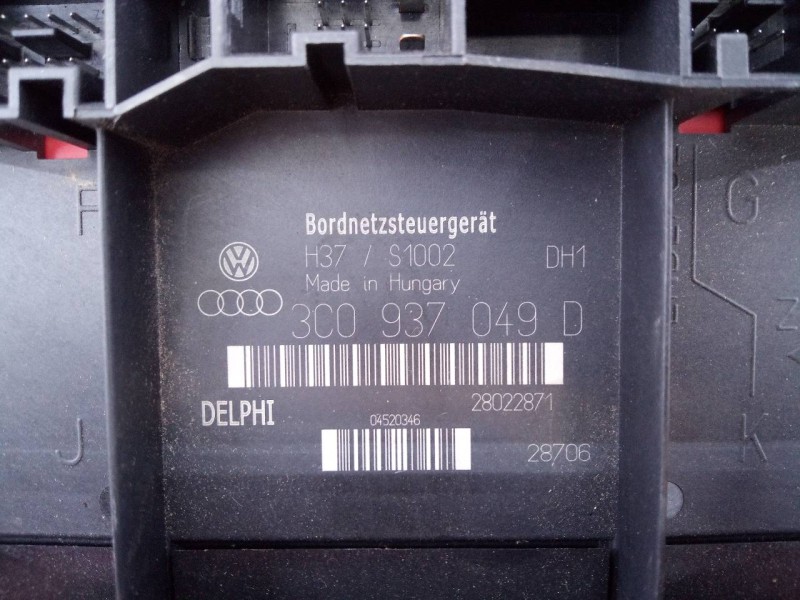 F
G
Bordnetzsteuergerät
H37 / S1002 DH1
Made in Hungary
3C0 937 049 D
DELPHI
28022871
04520346
28706
J
K